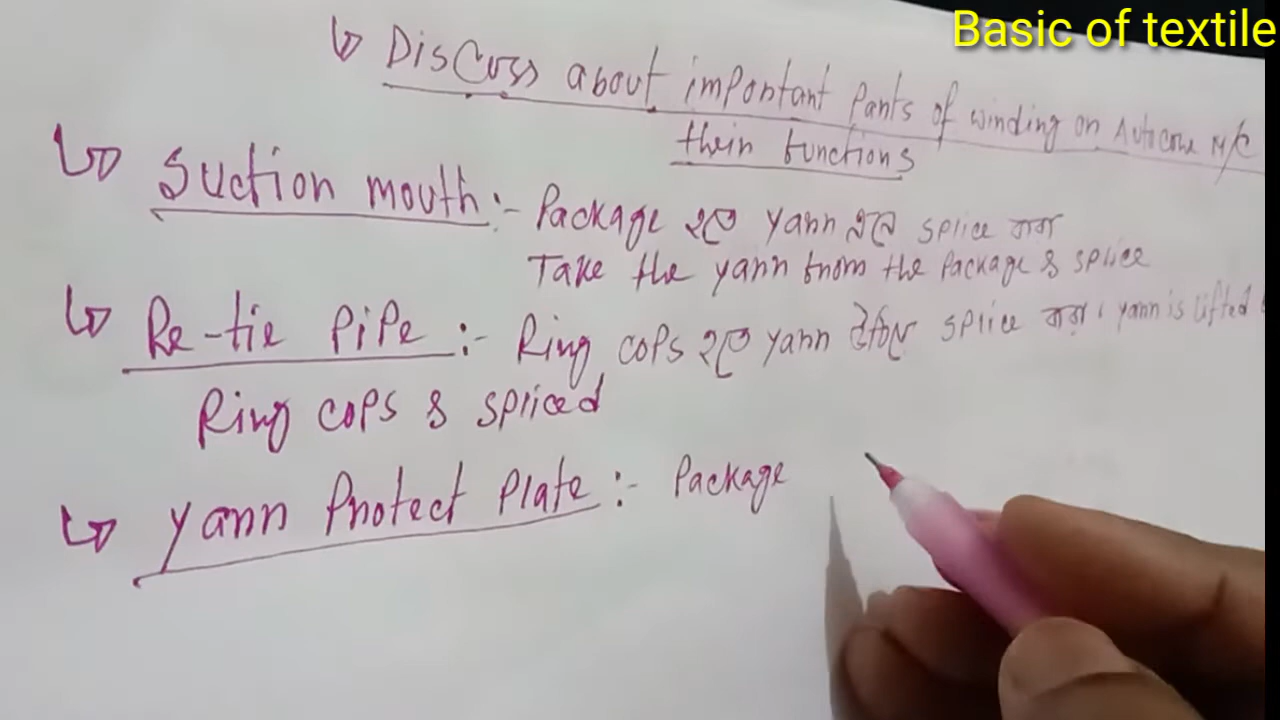 Basic of textile
Discuss about important parts of winding on Autocone M/C
their functions
Suction mouth :- Package হতে yarn এনে splice করা
Take the yarn from the package & splice
Re-tie pipe :- Ring cops হতে yarn উঠিয়ে splice করা। yarn is lifted
Ring cops & spliced
Yarn Protect Plate :- Package